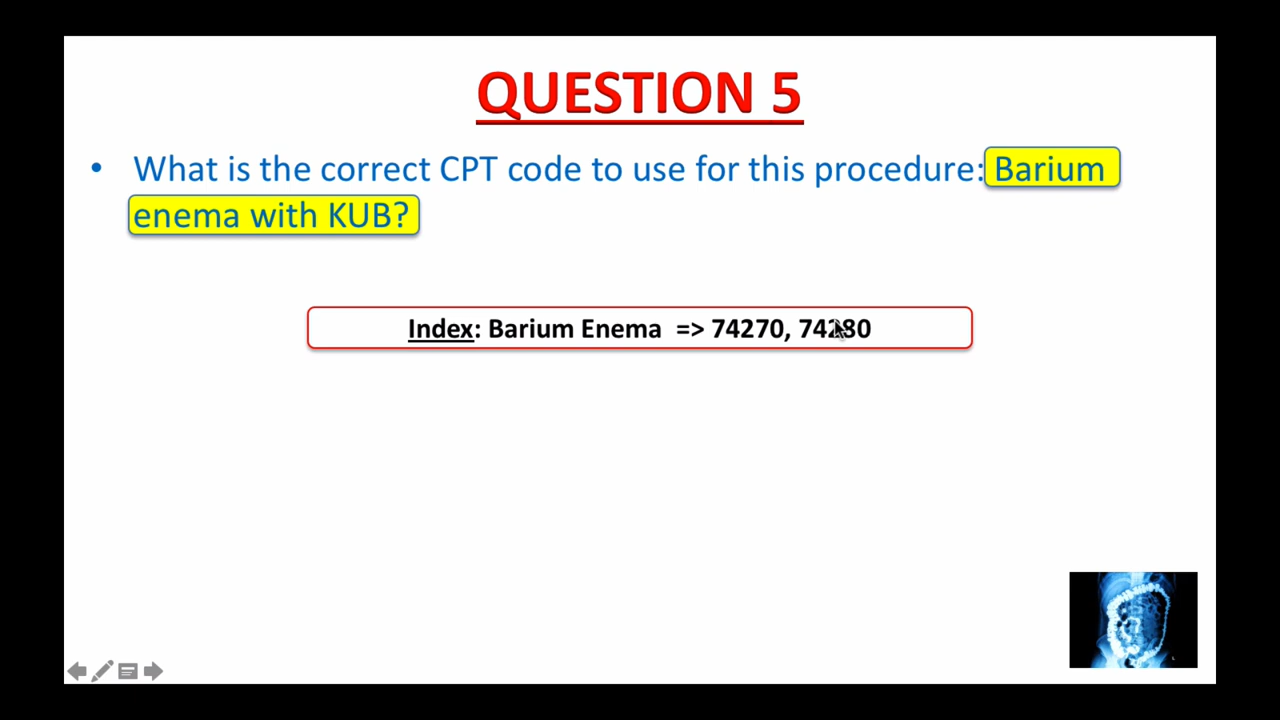 QUESTION 5
• What is the correct CPT code to use for this procedure: Barium
enema with KUB?
Index: Barium Enema => 74270, 74280